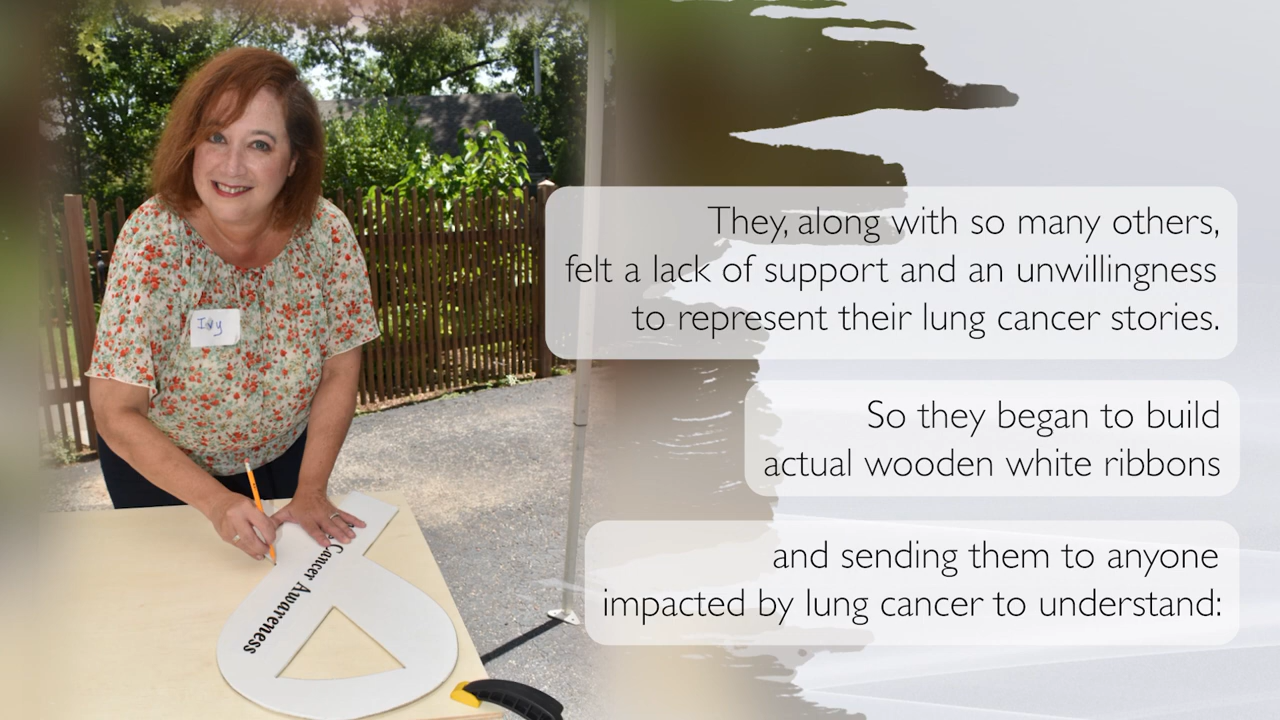 Ivy
Cancer Awareness
They, along with so many others,
felt a lack of support and an unwillingness
to represent their lung cancer stories.
So they began to build
actual wooden white ribbons
and sending them to anyone
impacted by lung cancer to understand: